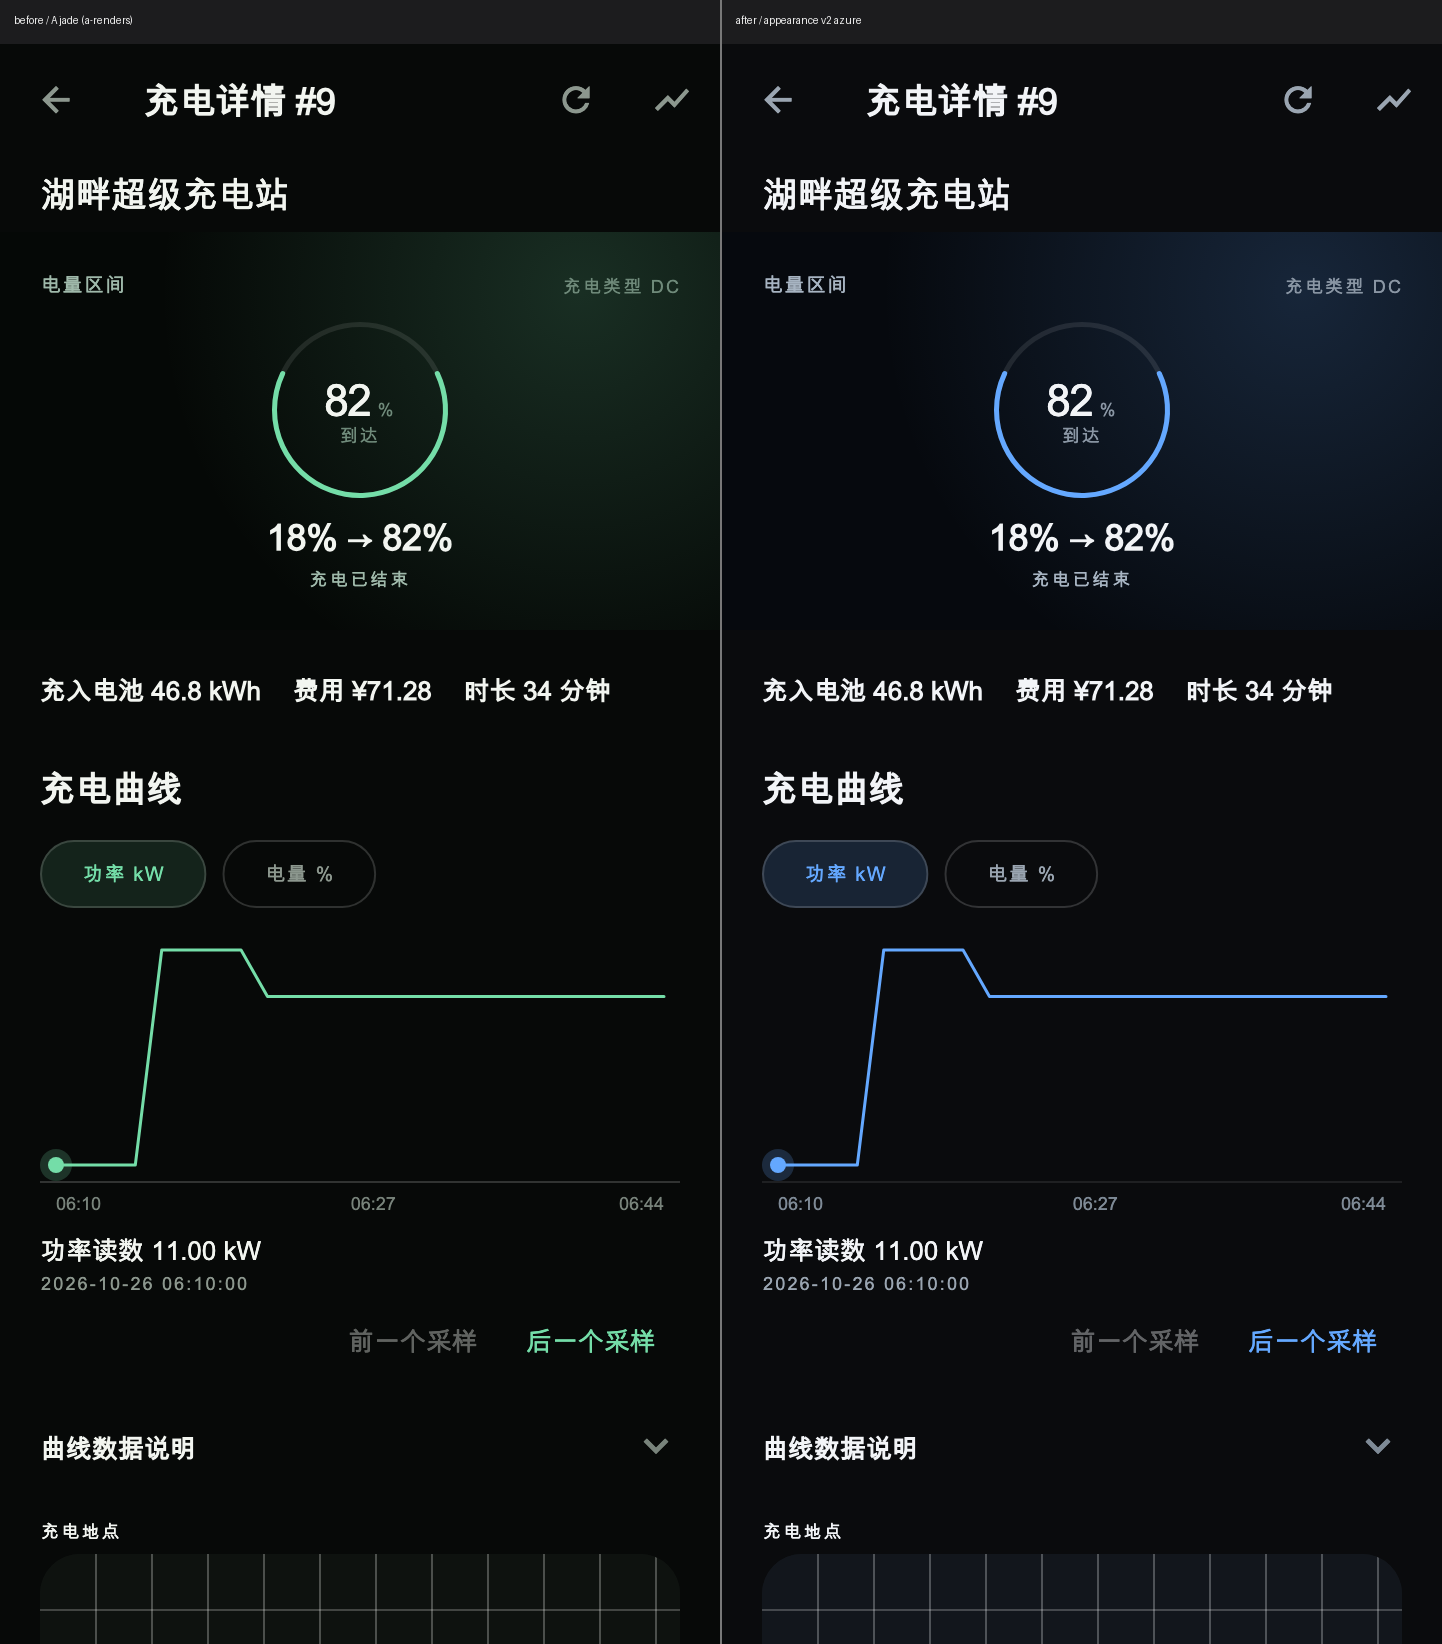 before / A jade (a-renders)
充电详情 #9
湖畔超级充电站
电量区间
充电类型 DC
82 %
到达
18% → 82%
充电已结束
充入电池 46.8 kWh 费用 ¥71.28 时长 34 分钟
充电曲线
功率 kW 电量 %
06:10 06:27 06:44
功率读数 11.00 kW
2026-10-26 06:10:00
前一个采样 后一个采样
曲线数据说明
充电地点
after / appearance v2 azure
充电详情 #9
湖畔超级充电站
电量区间
充电类型 DC
82 %
到达
18% → 82%
充电已结束
充入电池 46.8 kWh 费用 ¥71.28 时长 34 分钟
充电曲线
功率 kW 电量 %
06:10 06:27 06:44
功率读数 11.00 kW
2026-10-26 06:10:00
前一个采样 后一个采样
曲线数据说明
充电地点